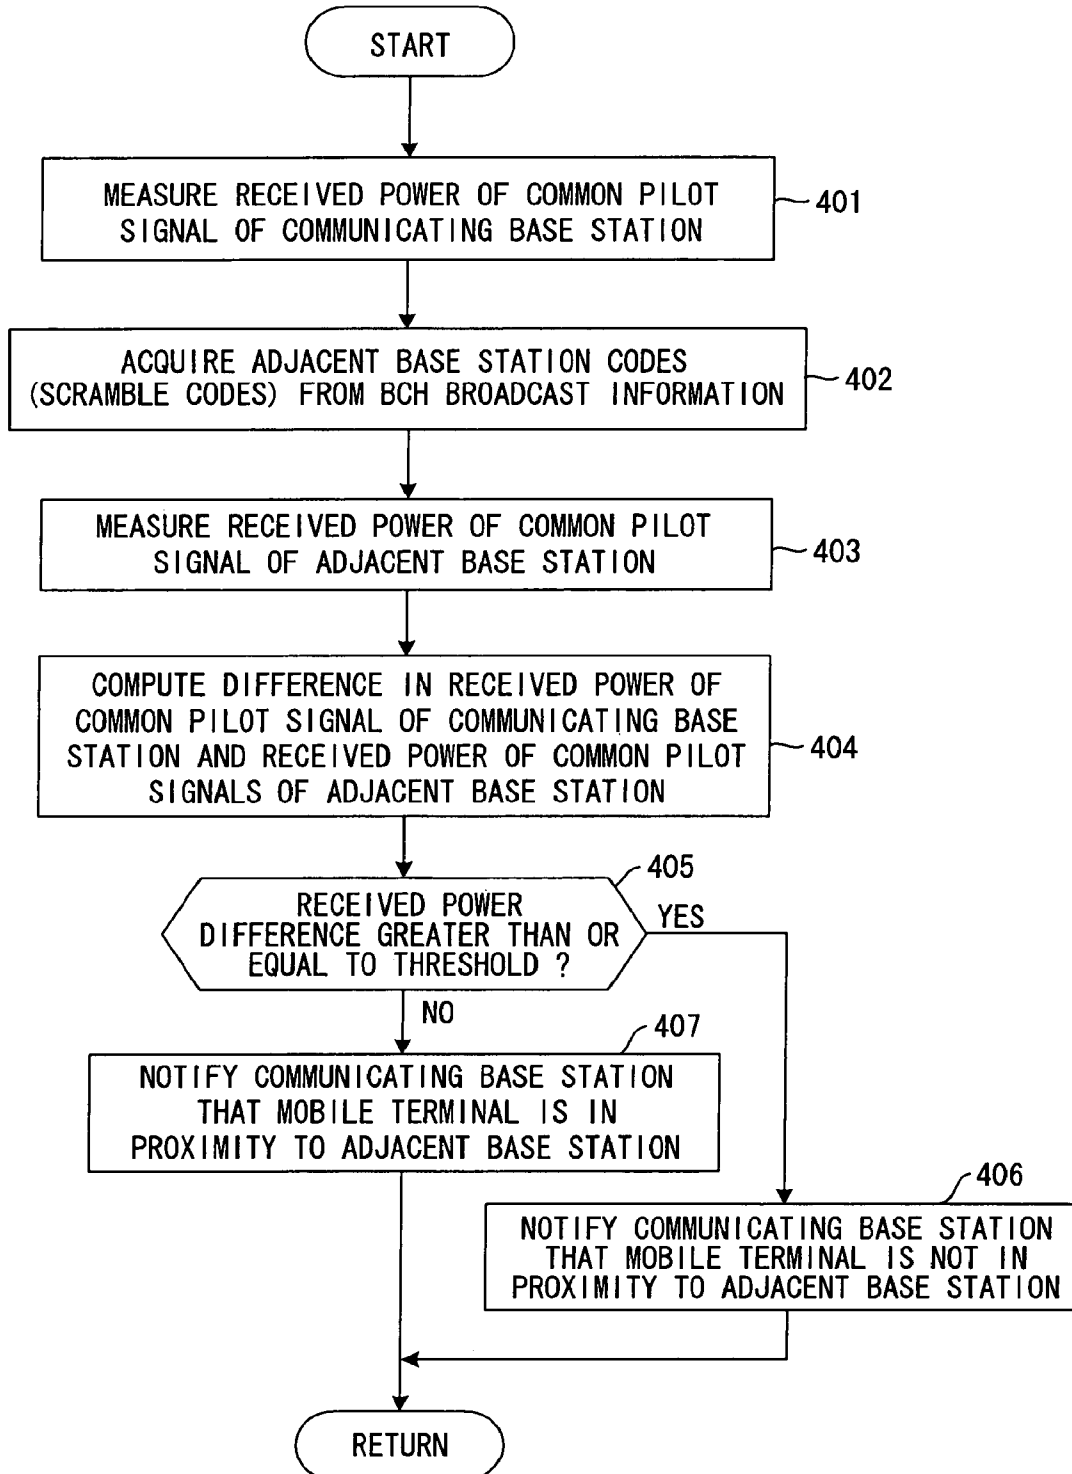 START
MEASURE RECEIVED POWER OF COMMON PILOT
SIGNAL OF COMMUNICATING BASE STATION
401
ACQUIRE ADJACENT BASE STATION CODES
(SCRAMBLE CODES) FROM BCH BROADCAST INFORMATION
402
MEASURE RECEIVED POWER OF COMMON PILOT
SIGNAL OF ADJACENT BASE STATION
403
COMPUTE DIFFERENCE IN RECEIVED POWER OF
COMMON PILOT SIGNAL OF COMMUNICATING BASE
STATION AND RECEIVED POWER OF COMMON PILOT
SIGNALS OF ADJACENT BASE STATION
404
405
RECEIVED POWER
DIFFERENCE GREATER THAN OR
EQUAL TO THRESHOLD ?
YES
NO
407
NOTIFY COMMUNICATING BASE STATION
THAT MOBILE TERMINAL IS IN
PROXIMITY TO ADJACENT BASE STATION
406
NOTIFY COMMUNICATING BASE STATION
THAT MOBILE TERMINAL IS NOT IN
PROXIMITY TO ADJACENT BASE STATION
RETURN